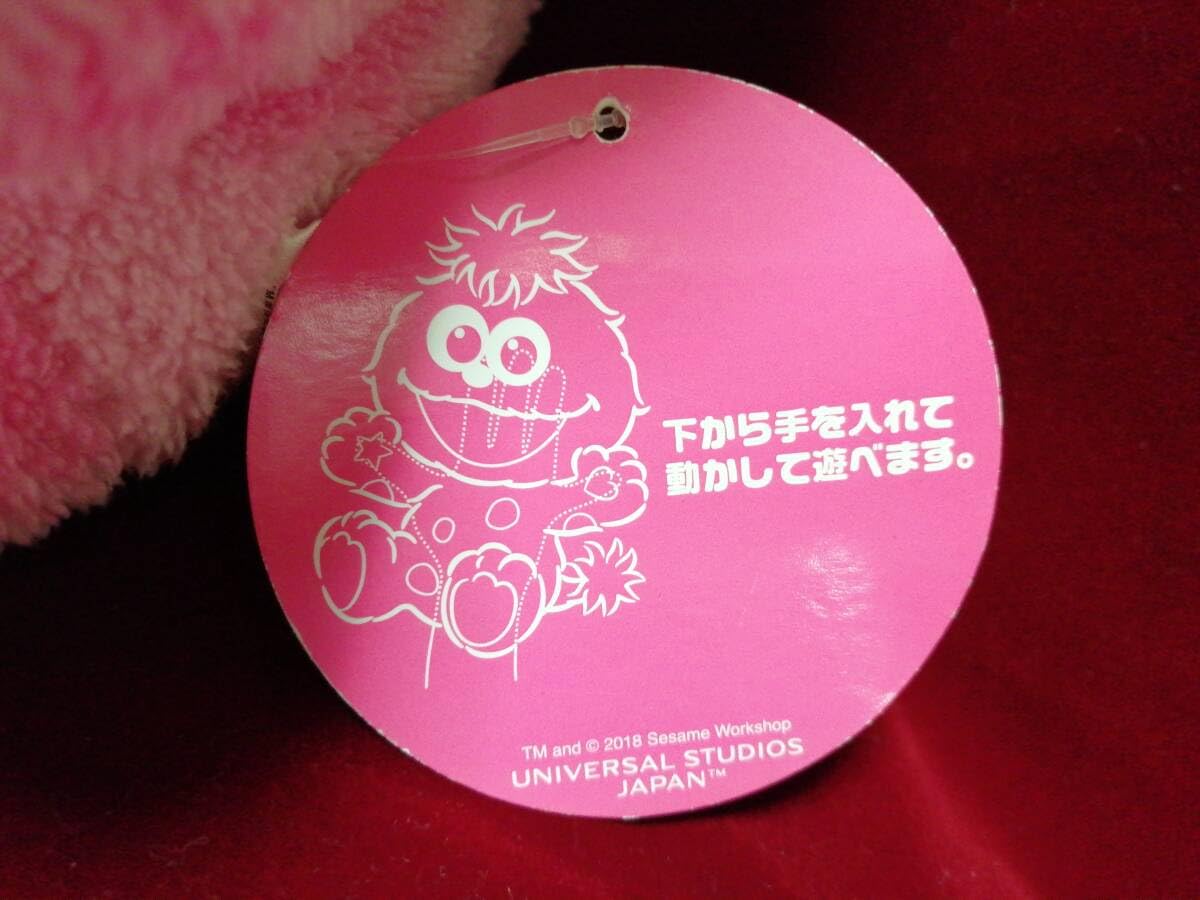 下から手を入れて
動かして遊べます。
TM and © 2018 Sesame Workshop
UNIVERSAL STUDIOS
JAPAN™